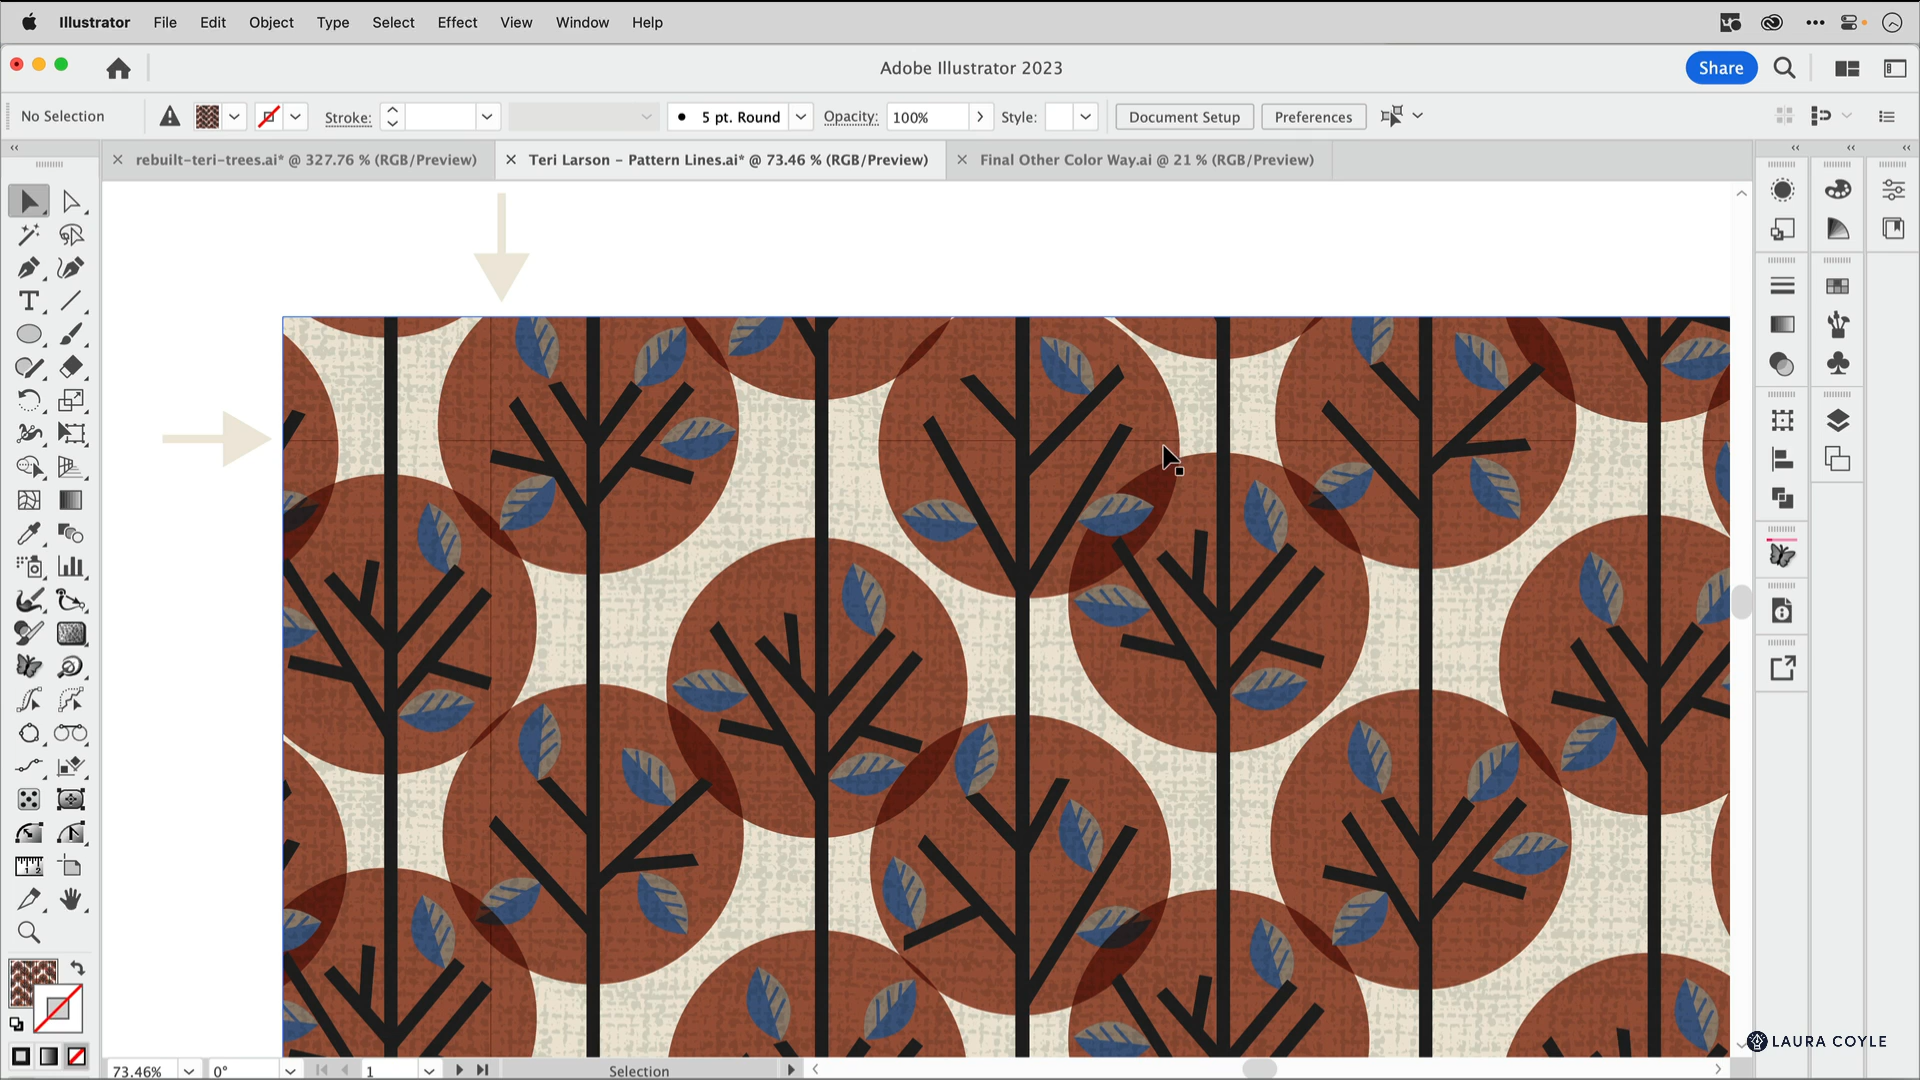 Illustrator File Edit Object Type Select Effect View Window Help
Adobe Illustrator 2023
Share
No Selection Stroke: 5 pt. Round Opacity: 100% Style: Document Setup Preferences
rebuilt-teri-trees.ai* @ 327.76 % (RGB/Preview) Teri Larson - Pattern Lines.ai* @ 73.46 % (RGB/Preview) Final Other Color Way.ai @ 21 % (RGB/Preview)
LAURA COYLE
73.46% 0° 1 Selection